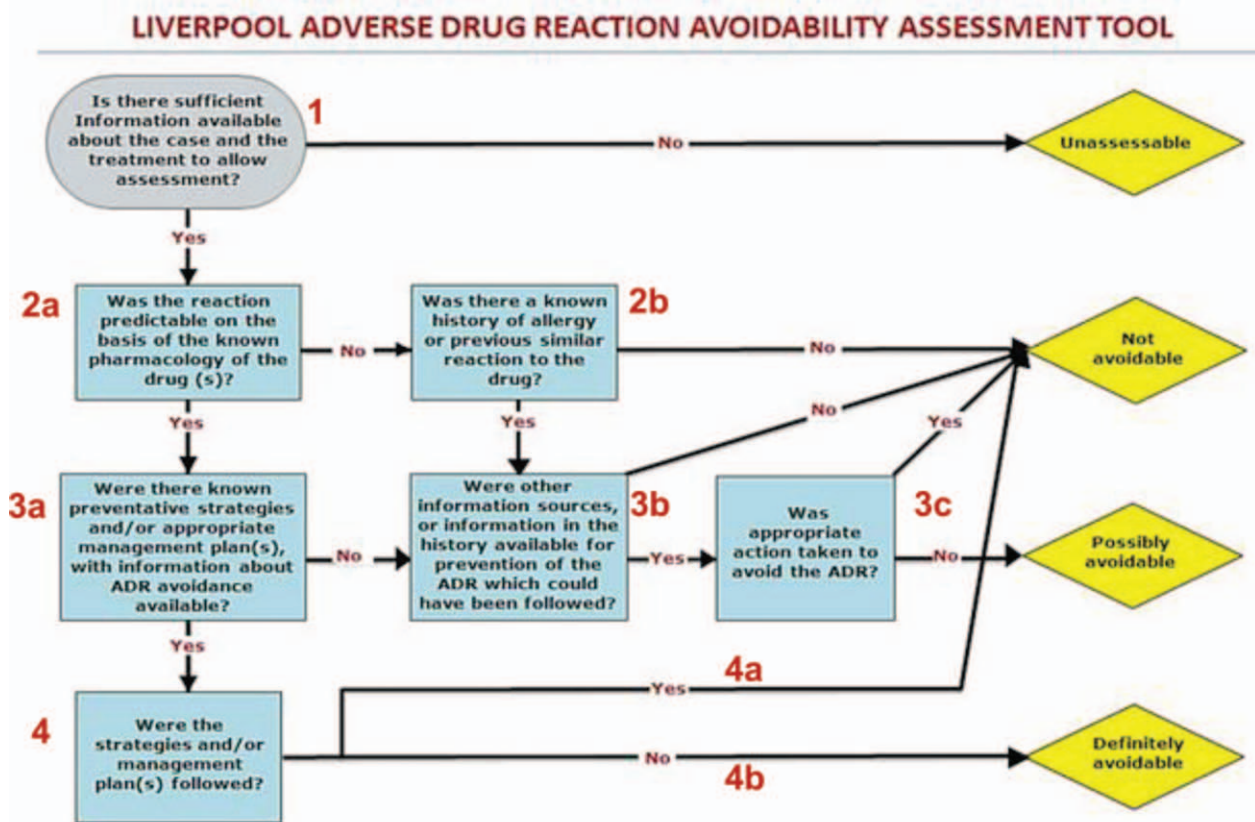 LIVERPOOL ADVERSE DRUG REACTION AVOIDABILITY ASSESSMENT TOOL
Is there sufficient
Information available
about the case and the
treatment to allow
assessment?
1
No
Unassessable
Yes
2a
Was the reaction
predictable on the
basis of the known
pharmacology of the
drug (s)?
No
Was there a known
history of allergy
or previous similar
reaction to the
drug?
2b
No
Not
avoidable
Yes
Yes
No
Yes
3a
Were there known
preventative strategies
and/or appropriate
management plan(s),
with information about
ADR avoidance
available?
No
Were other
information sources,
or information in the
history available for
prevention of the
ADR which could
have been followed?
3b
Yes
Was
appropriate
action taken to
avoid the ADR?
3c
No
Possibly
avoidable
Yes
4
Were the
strategies and/or
management
plan(s) followed?
4a
Yes
No
4b
Definitely
avoidable